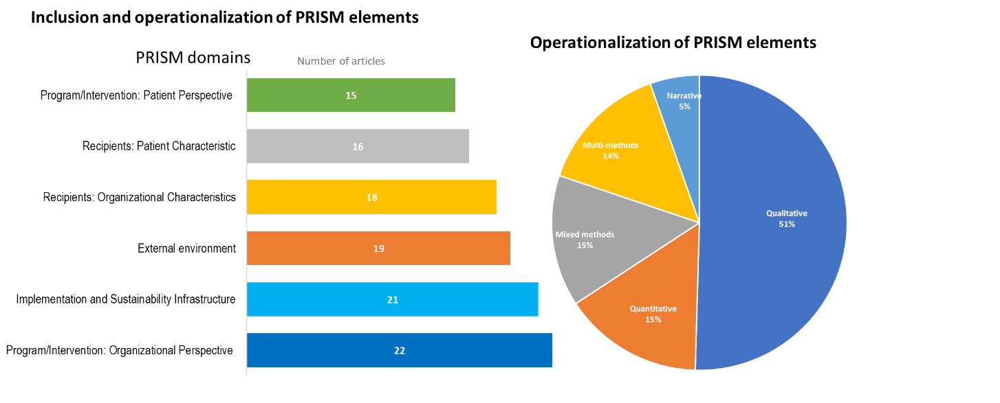 Inclusion and operationalization of PRISM elements
PRISM domains
Number of articles
Program/Intervention: Patient Perspective
15
Recipients: Patient Characteristic
16
Recipients: Organizational Characteristics
18
External environment
19
Implementation and Sustainability Infrastructure
21
Program/Intervention: Organizational Perspective
22
Operationalization of PRISM elements
Narrative
5%
Multi-methods
14%
Qualitative
51%
Mixed methods
15%
Quantitative
15%